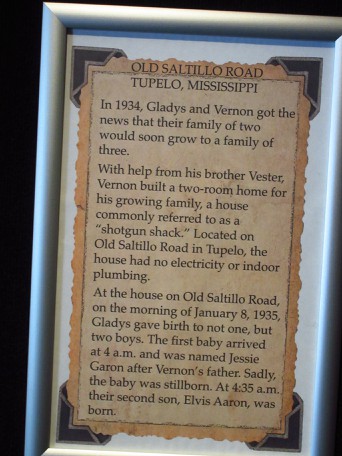 OLD SALTILLO ROAD
TUPELO, MISSISSIPPI
In 1934, Gladys and Vernon got the
news that their family of two
would soon grow to a family of
three.
With help from his brother Vester,
Vernon built a two-room home for
his growing family, a house
commonly referred to as a
“shotgun shack.” Located on
Old Saltillo Road in Tupelo, the
house had no electricity or indoor
plumbing.
At the house on Old Saltillo Road,
on the morning of January 8, 1935,
Gladys gave birth to not one, but
two boys. The first baby arrived
at 4 a.m. and was named Jessie
Garon after Vernon's father. Sadly,
the baby was stillborn. At 4:35 a.m.
their second son, Elvis Aaron, was
born.